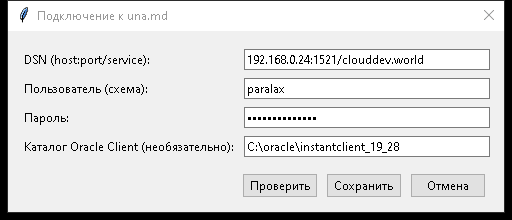 Подключение к una.md
DSN (host:port/service): 192.168.0.24:1521/clouddev.world
Пользователь (схема): paralax
Пароль: ••••••••••••••
Каталог Oracle Client (необязательно): C:\oracle\instantclient_19_28
Проверить Сохранить Отмена